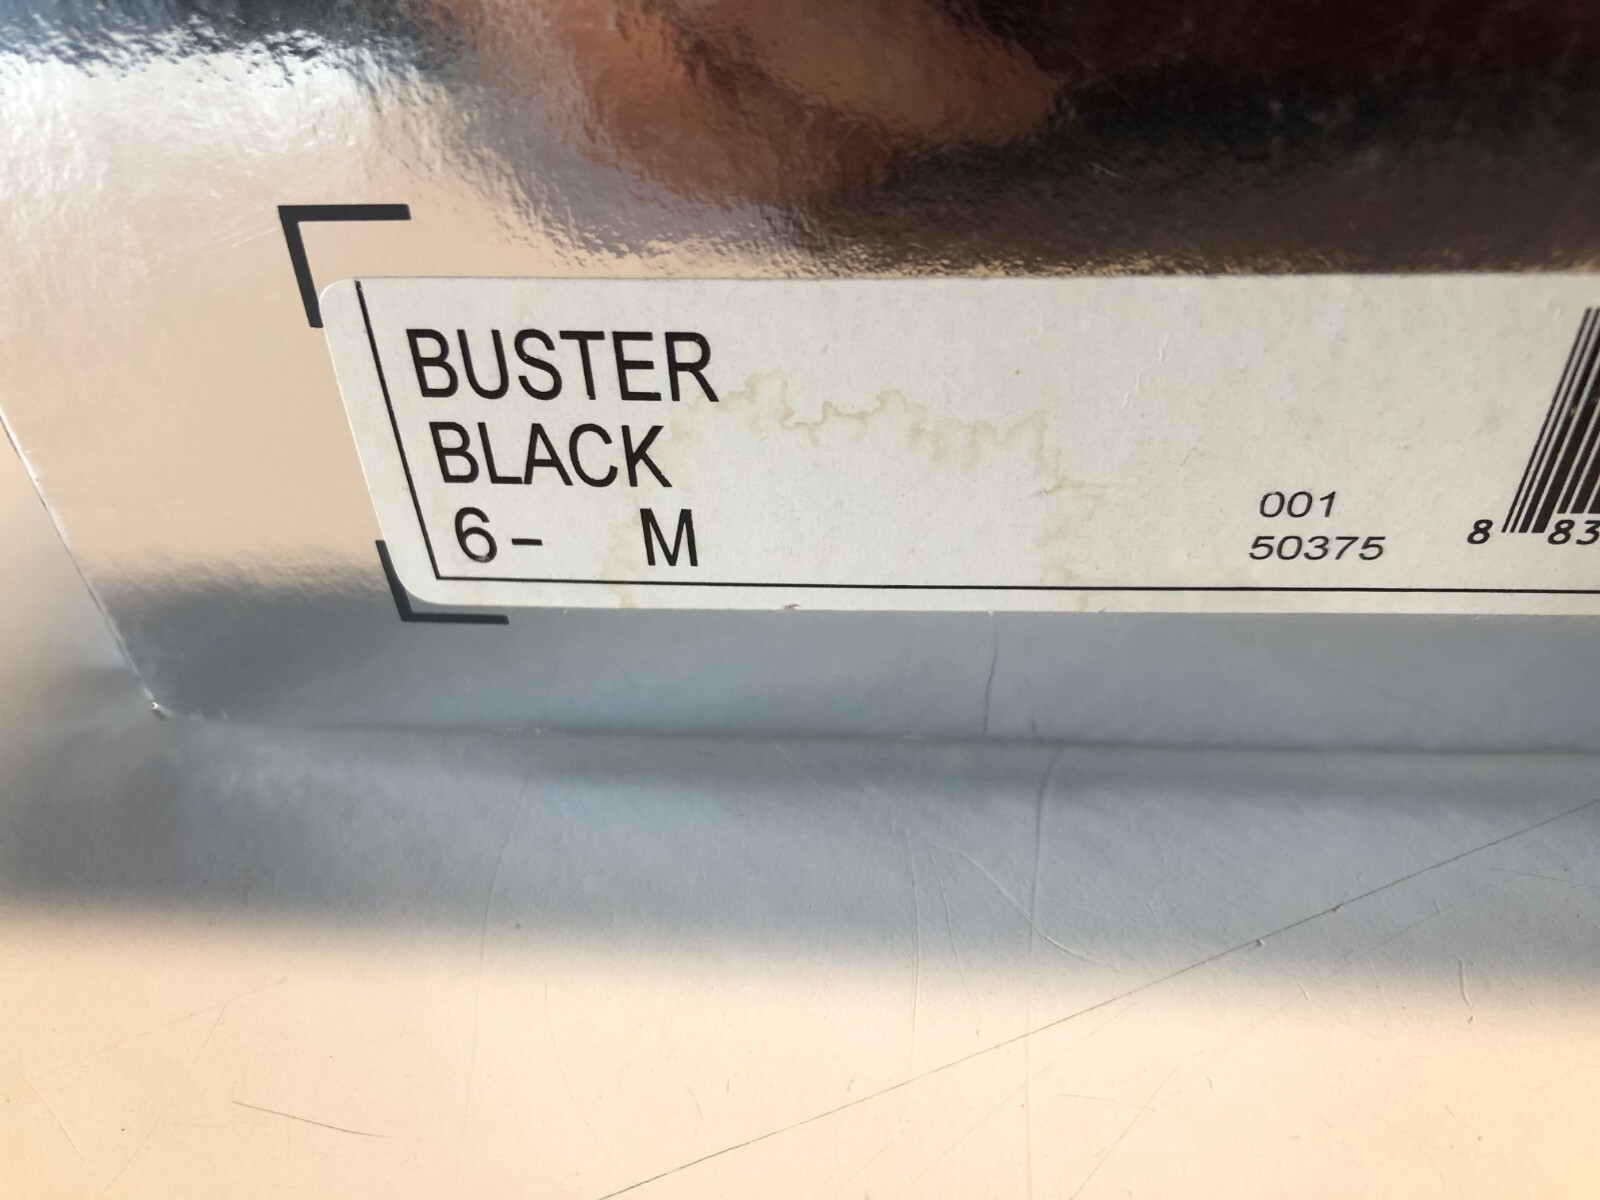 BUSTER
BLACK
6- M
001
50375
8 83